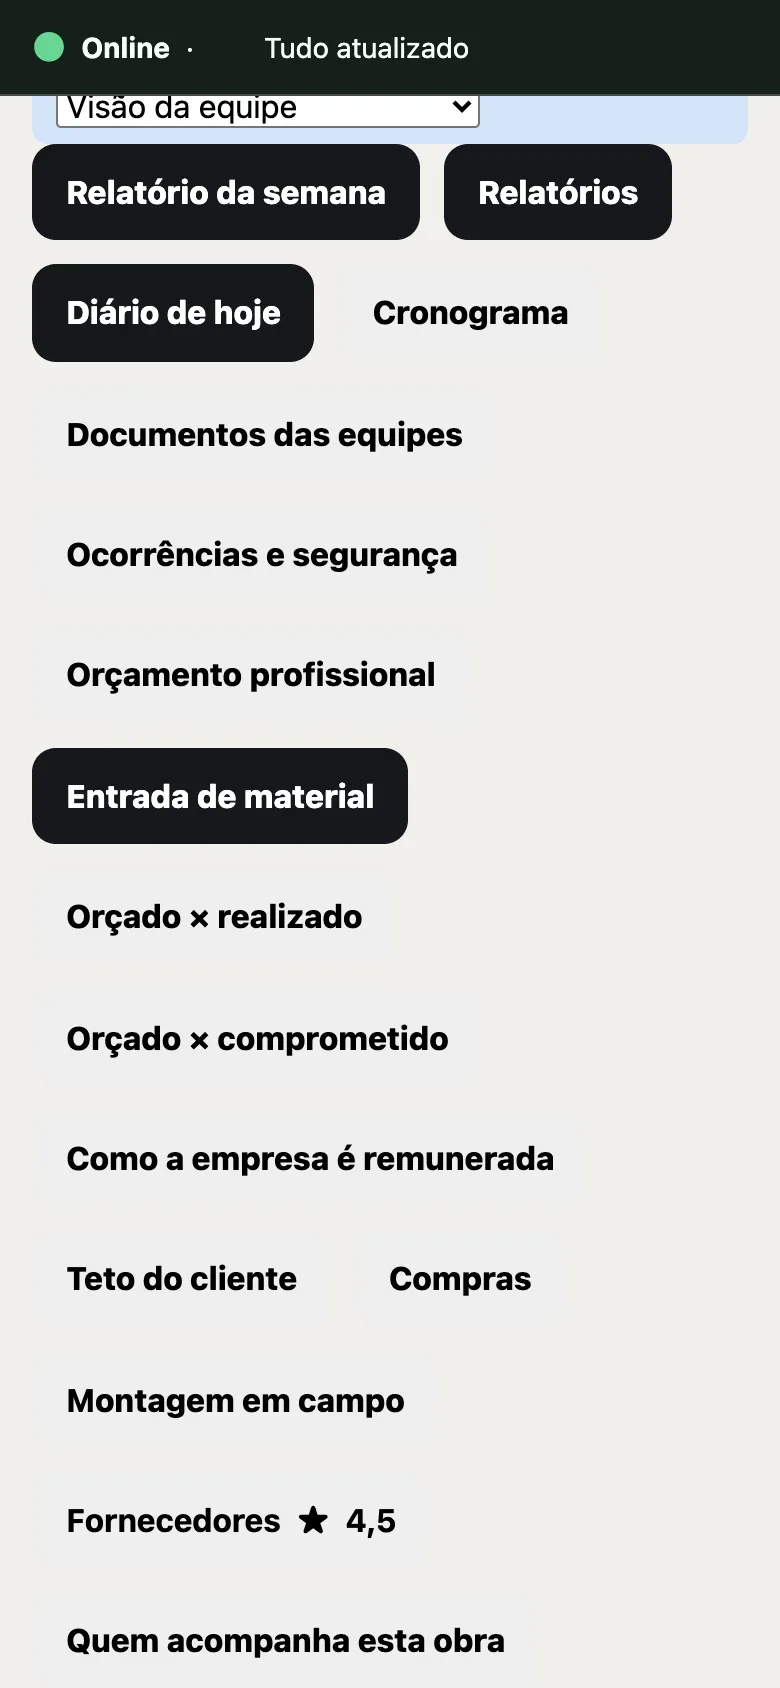 Online · Tudo atualizado
Visão da equipe
Relatório da semana Relatórios
Diário de hoje Cronograma
Documentos das equipes
Ocorrências e segurança
Orçamento profissional
Entrada de material
Orçado × realizado
Orçado × comprometido
Como a empresa é remunerada
Teto do cliente Compras
Montagem em campo
Fornecedores ★ 4,5
Quem acompanha esta obra